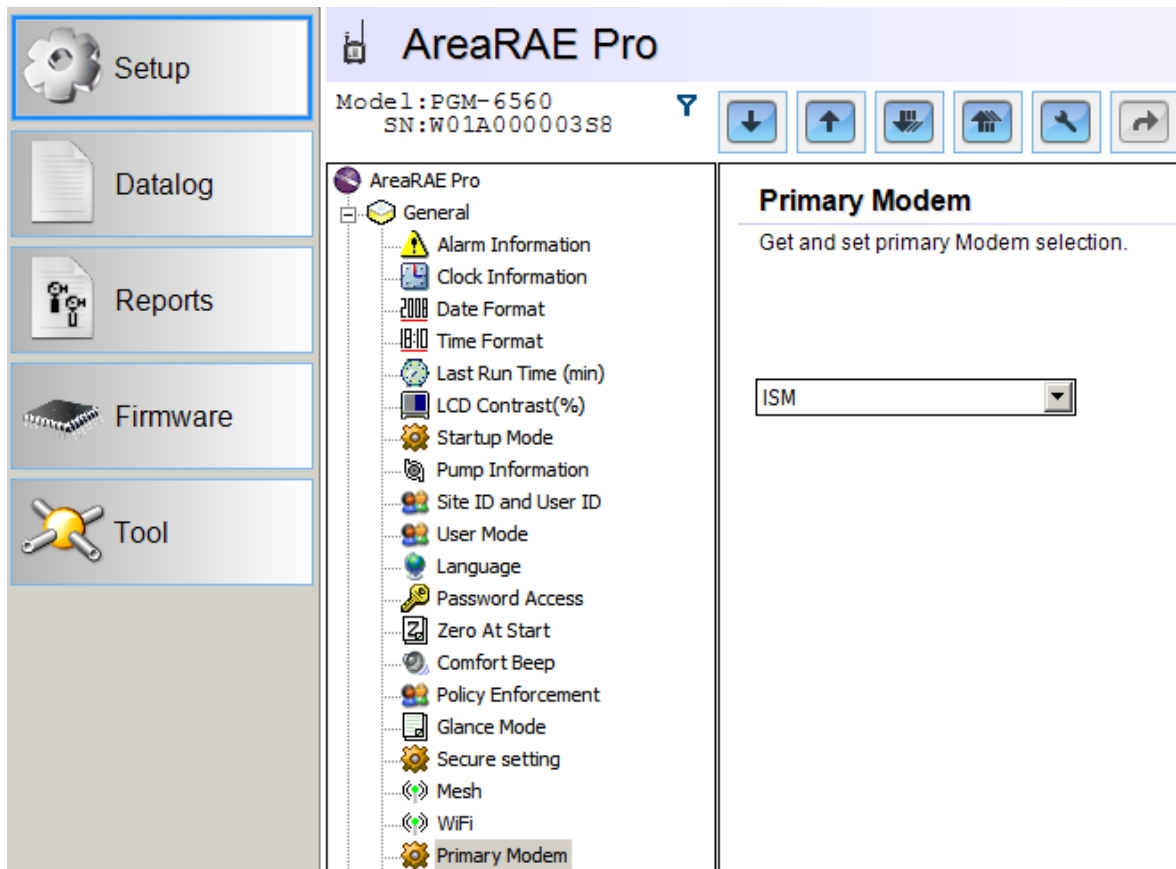 Setup
Datalog
Reports
Firmware
Tool
AreaRAE Pro
Model:PGM-6560
SN:W01A000003S8
AreaRAE Pro
General
Alarm Information
Clock Information
Date Format
Time Format
Last Run Time (min)
LCD Contrast(%)
Startup Mode
Pump Information
Site ID and User ID
User Mode
Language
Password Access
Zero At Start
Comfort Beep
Policy Enforcement
Glance Mode
Secure setting
Mesh
WiFi
Primary Modem
Primary Modem
Get and set primary Modem selection.
ISM